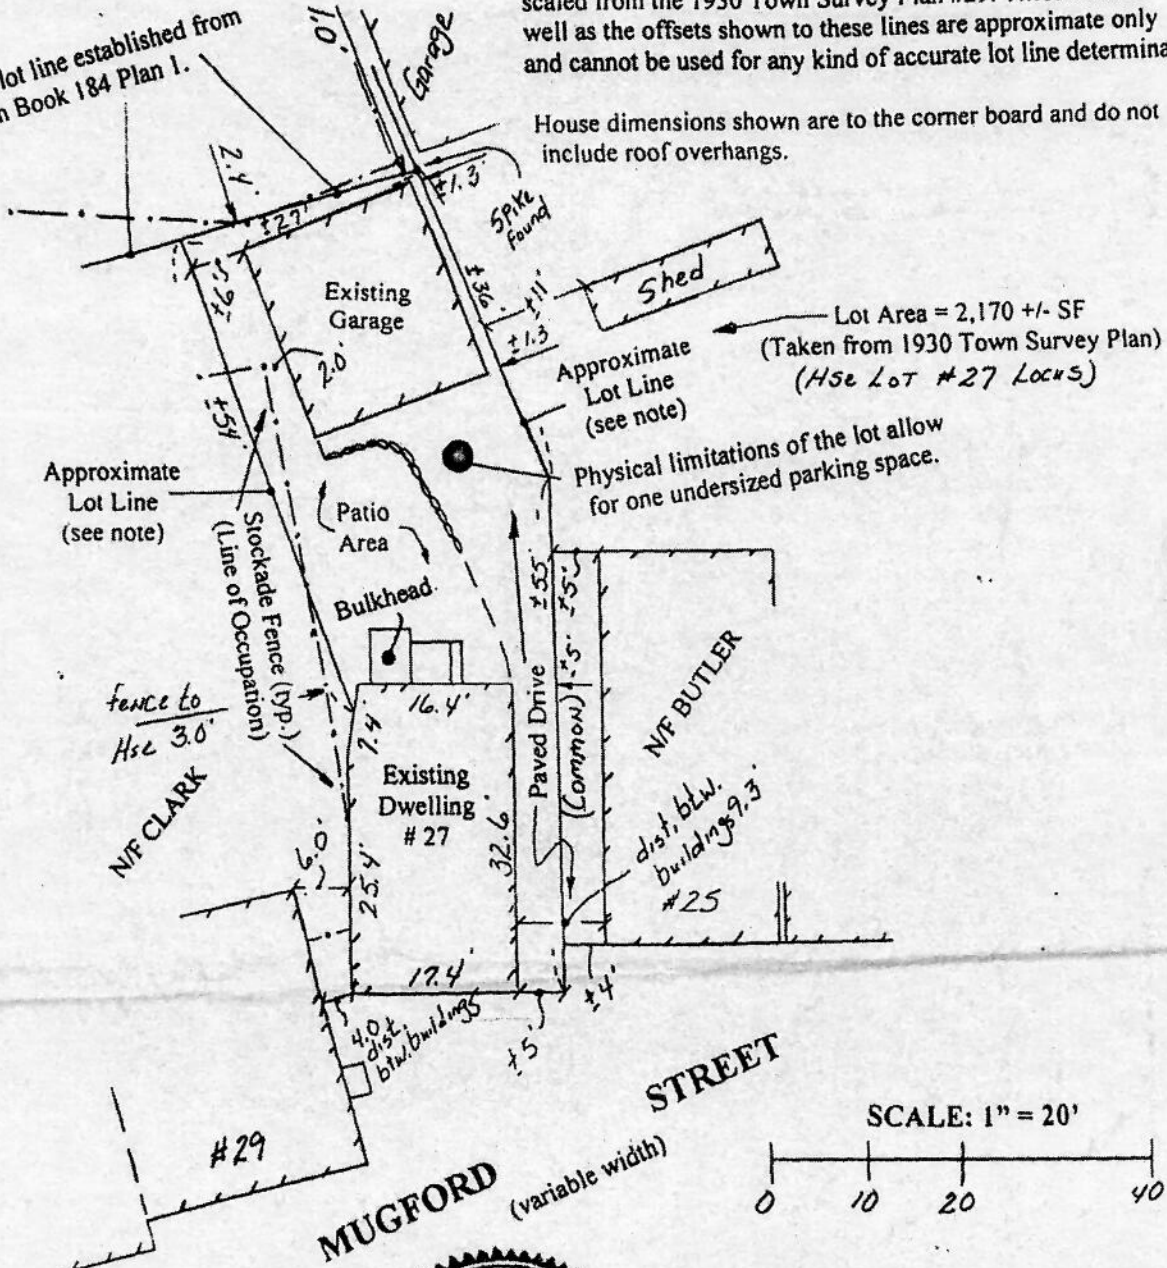 scaled from the 1930 Town Survey Plan
well as the offsets shown to these lines are approximate only
and cannot be used for any kind of accurate lot line determina
House dimensions shown are to the corner board and do not
include roof overhangs.
lot line established from
Book 184 Plan 1.
1.0'
Garage
2.4'
±27'
±1.3'
Spike
found
±36'
±11'
±1.3
Shed
Existing
Garage
2.0'
±54'
Lot Area = 2,170 +/- SF
(Taken from 1930 Town Survey Plan)
(Hse LOT #27 Locus)
Approximate
Lot Line
(see note)
Physical limitations of the lot allow
for one undersized parking space.
Approximate
Lot Line
(see note)
Stockade Fence (typ.)
(Line of Occupation)
Patio
Area
Bulkhead
±55'
±5'
±5'
Paved Drive
(Common)
N/F BUTLER
fence to
Hse 3.0'
N/F CLARK
16.4'
7.4'
Existing
Dwelling
# 27
32.6'
25.4'
6.0'
dist. btw.
buildings 9.3'
#25
17.4'
4.0
dist.
btw. buildings
±5'
±4'
#29
MUGFORD STREET
(variable width)
SCALE: 1" = 20'
0 10 20 40